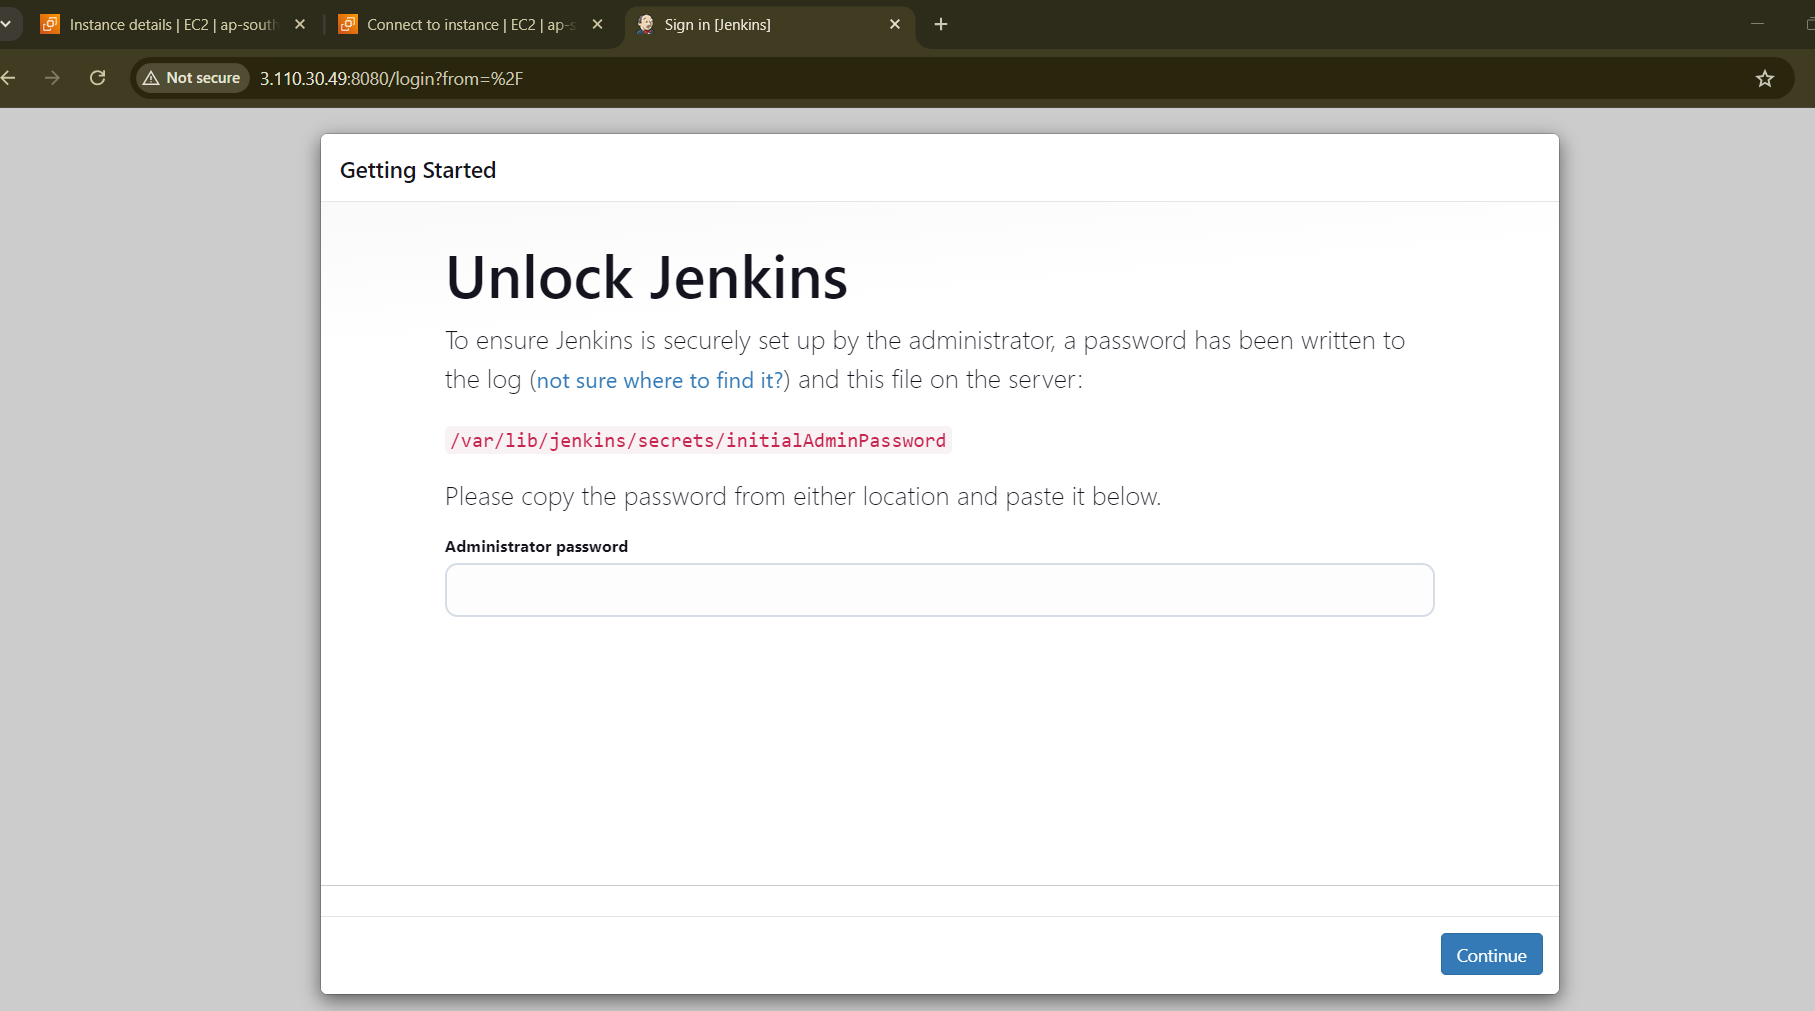 Instance details | EC2 | ap-south
Connect to instance | EC2 | ap-s
Sign in [Jenkins]
Not secure
3.110.30.49:8080/login?from=%2F
Getting Started
Unlock Jenkins
To ensure Jenkins is securely set up by the administrator, a password has been written to
the log (not sure where to find it?) and this file on the server:
/var/lib/jenkins/secrets/initialAdminPassword
Please copy the password from either location and paste it below.
Administrator password
Continue